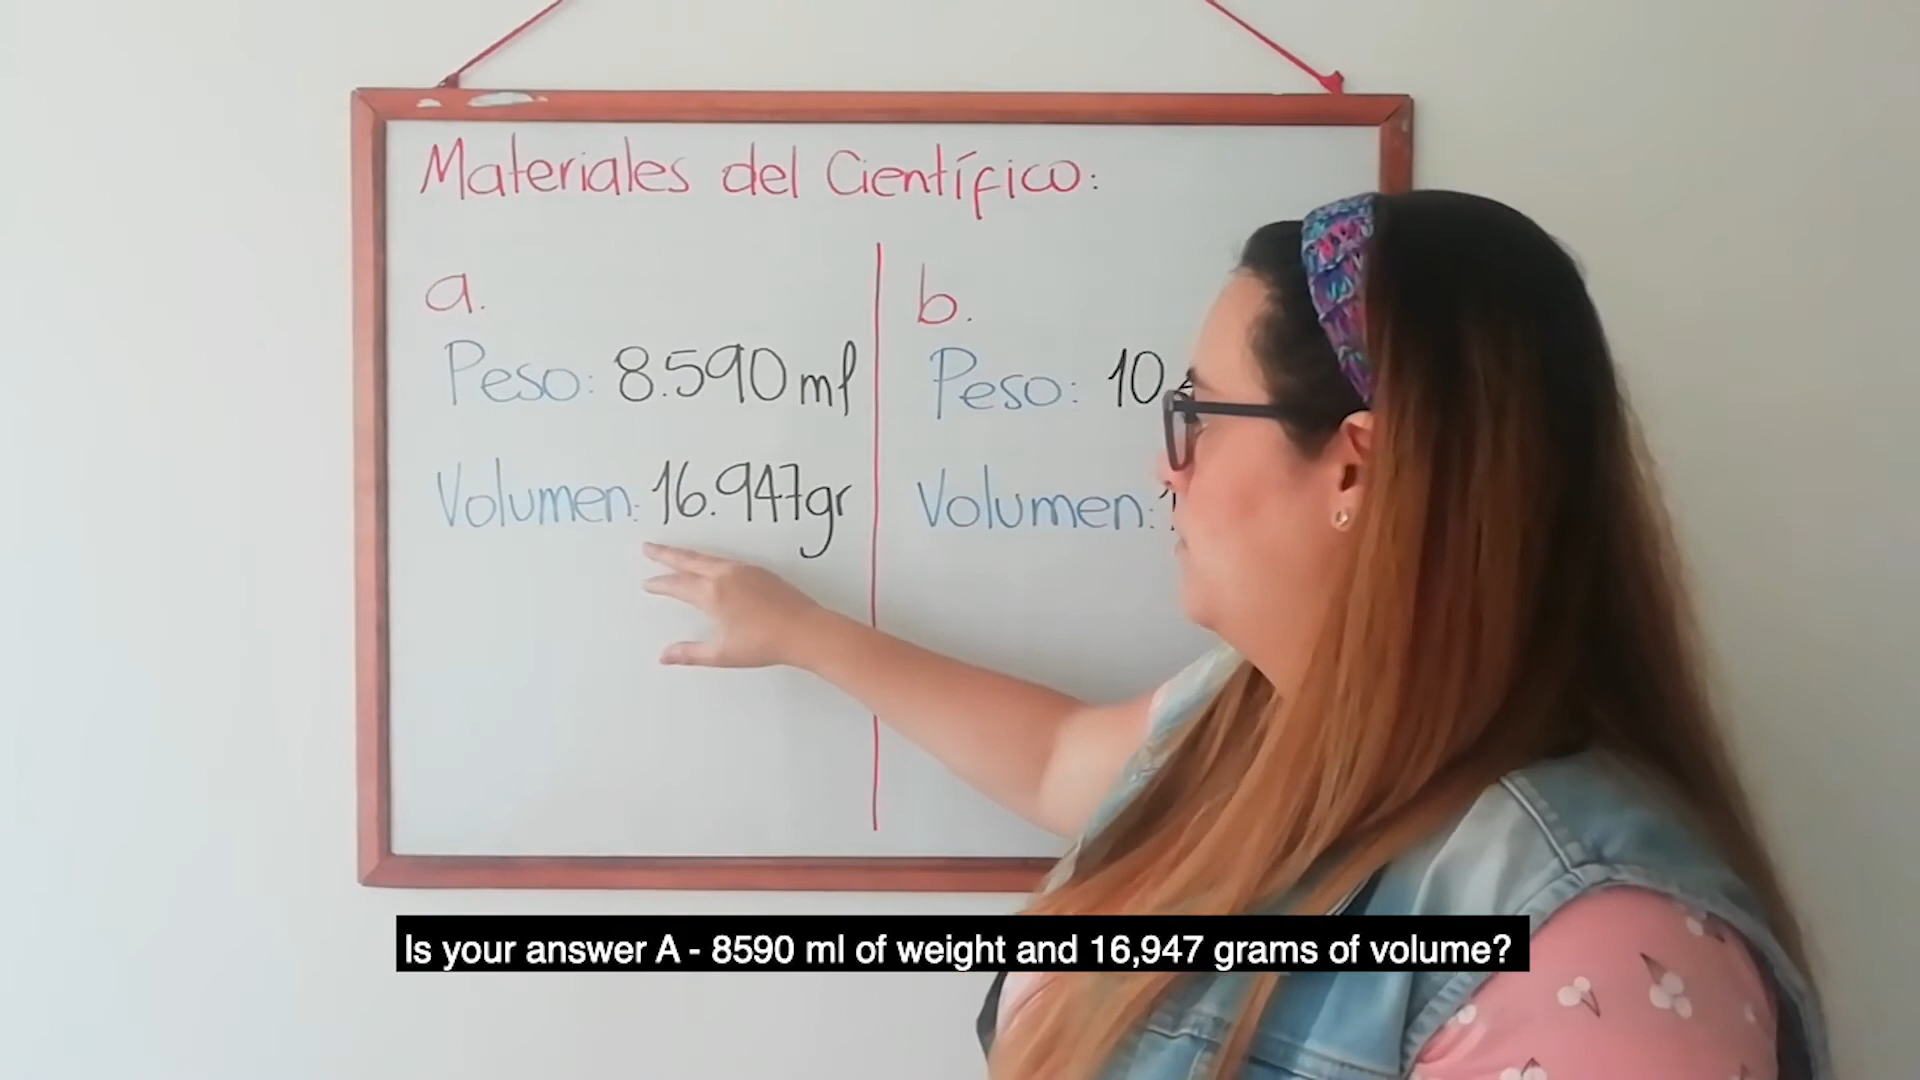 Materiales del Científico:
a.
Peso: 8.590 ml
Volumen: 16.947gr
b.
Peso: 10
Volumen:
Is your answer A - 8590 ml of weight and 16,947 grams of volume?